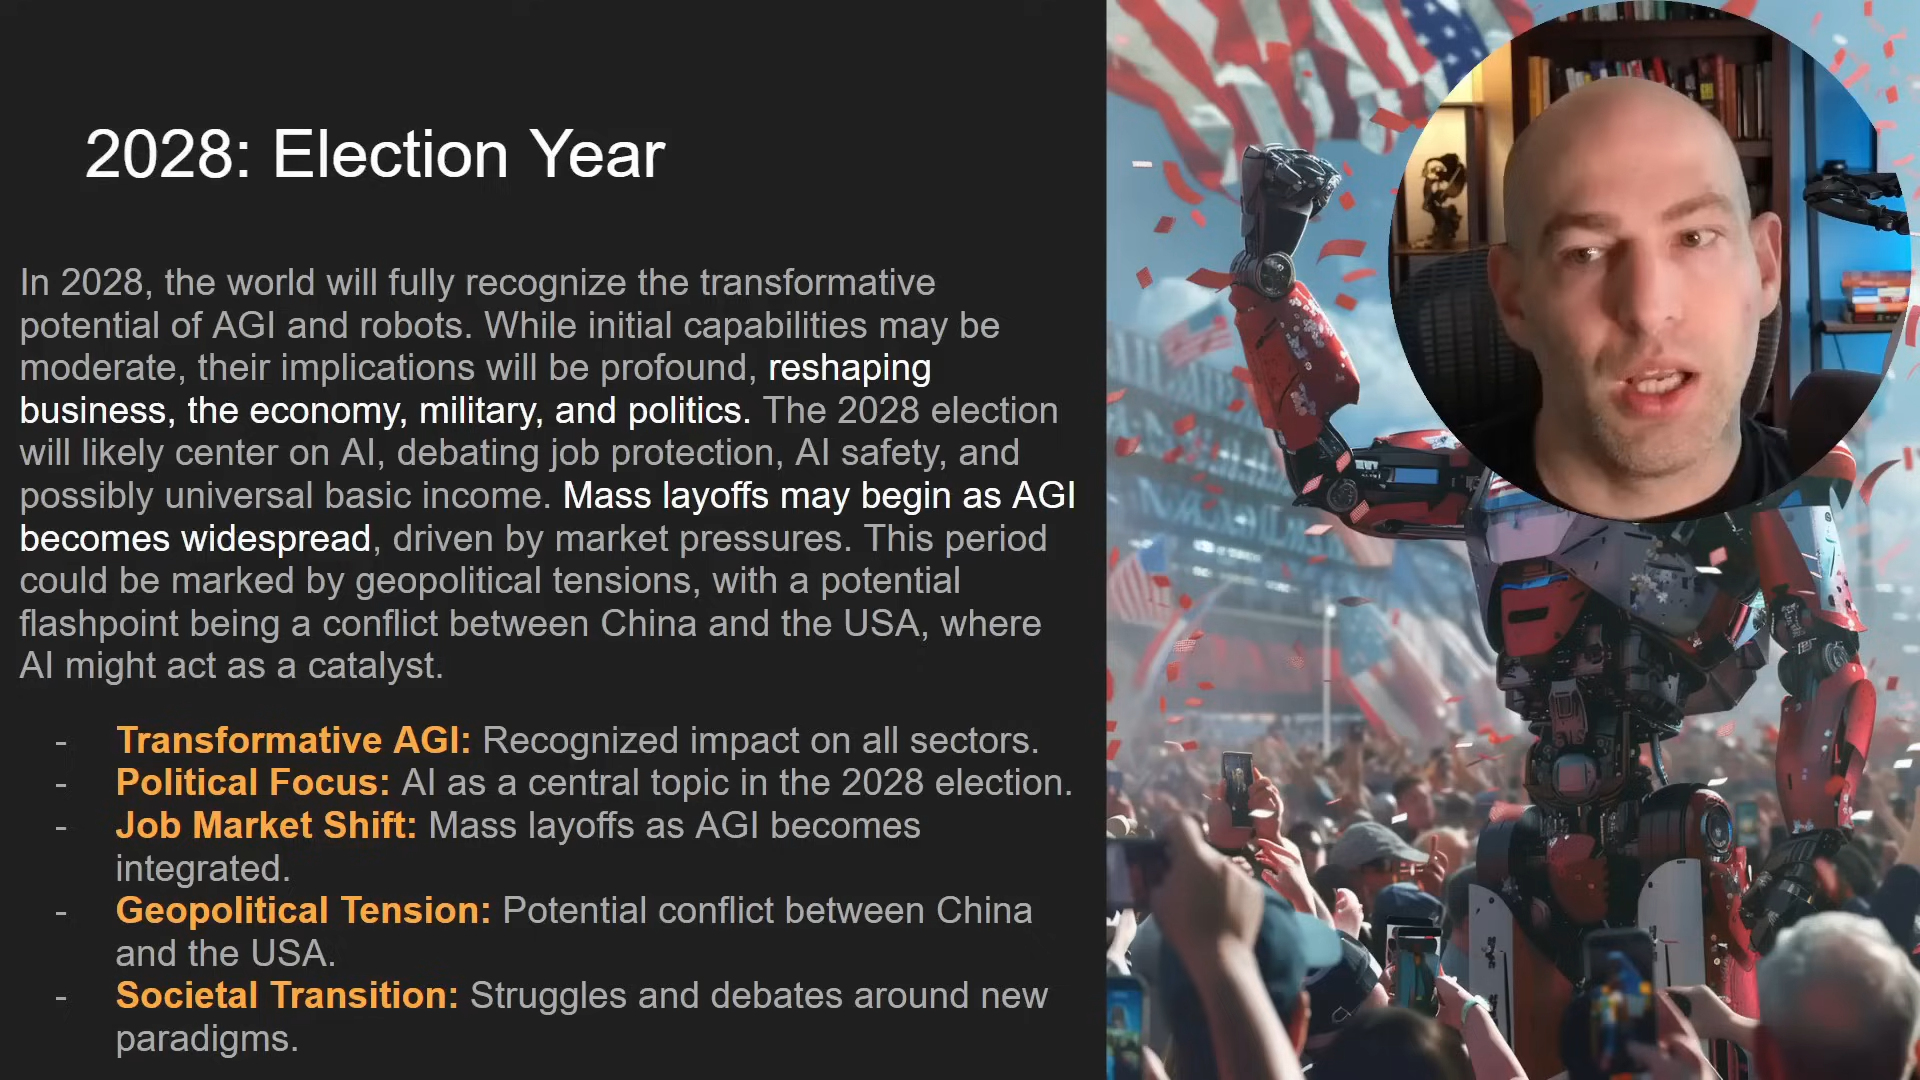 2028: Election Year
In 2028, the world will fully recognize the transformative
potential of AGI and robots. While initial capabilities may be
moderate, their implications will be profound, reshaping
business, the economy, military, and politics. The 2028 election
will likely center on AI, debating job protection, AI safety, and
possibly universal basic income. Mass layoffs may begin as AGI
becomes widespread, driven by market pressures. This period
could be marked by geopolitical tensions, with a potential
flashpoint being a conflict between China and the USA, where
AI might act as a catalyst.
- Transformative AGI: Recognized impact on all sectors.
- Political Focus: AI as a central topic in the 2028 election.
- Job Market Shift: Mass layoffs as AGI becomes
integrated.
- Geopolitical Tension: Potential conflict between China
and the USA.
- Societal Transition: Struggles and debates around new
paradigms.